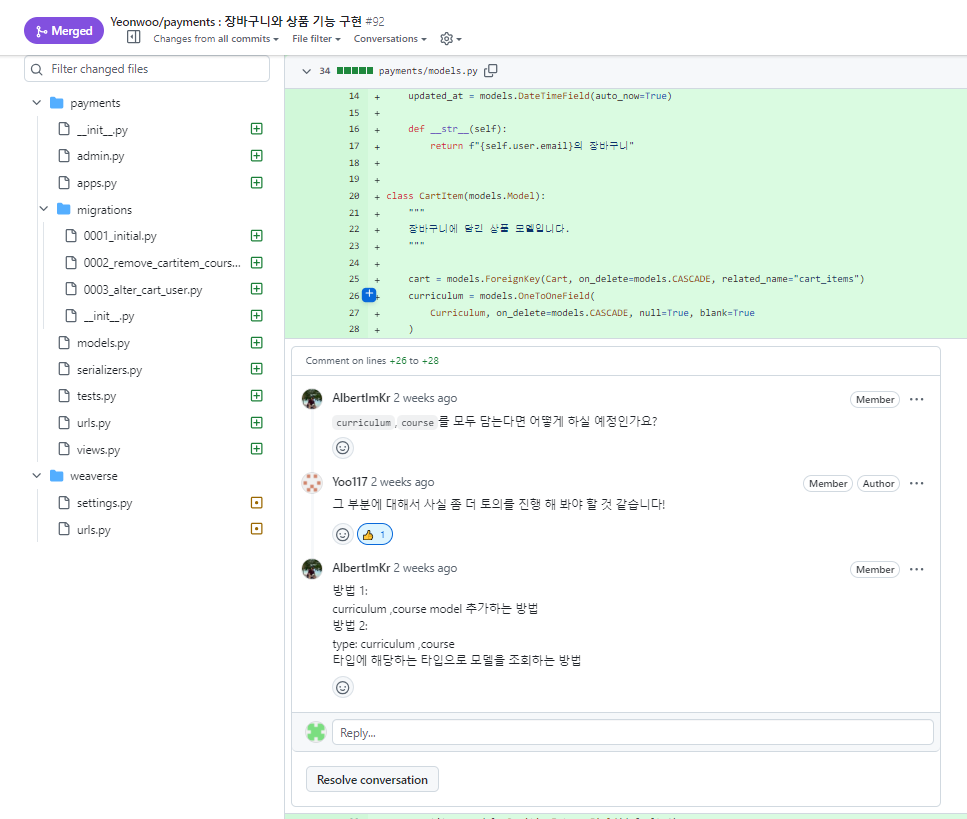 Merged
Yeonwoo/payments : 장바구니와 상품 기능 구현 #92
Changes from all commits File filter Conversations
Filter changed files
payments
__init__.py
admin.py
apps.py
migrations
0001_initial.py
0002_remove_cartitem_cours...
0003_alter_cart_user.py
__init__.py
models.py
serializers.py
tests.py
urls.py
views.py
weaverse
settings.py
urls.py
34 payments/models.py
14 + updated_at = models.DateTimeField(auto_now=True)
15 +
16 + def __str__(self):
17 + return f"{self.user.email}의 장바구니"
18 +
19 +
20 + class CartItem(models.Model):
21 + """
22 + 장바구니에 담긴 상품 모델입니다.
23 + """
24 +
25 + cart = models.ForeignKey(Cart, on_delete=models.CASCADE, related_name="cart_items")
26 + curriculum = models.OneToOneField(
27 + Curriculum, on_delete=models.CASCADE, null=True, blank=True
28 + )
Comment on lines +26 to +28
AlbertImKr 2 weeks ago Member
curriculum , course 를 모두 담는다면 어떻게 하실 예정인가요?
Yoo117 2 weeks ago Member Author
그 부분에 대해서 사실 좀 더 토의를 진행 해 봐야 할 것 같습니다!
👍 1
AlbertImKr 2 weeks ago Member
방법 1:
curriculum ,course model 추가하는 방법
방법 2:
type: curriculum ,course
타입에 해당하는 타입으로 모델을 조회하는 방법
Reply...
Resolve conversation